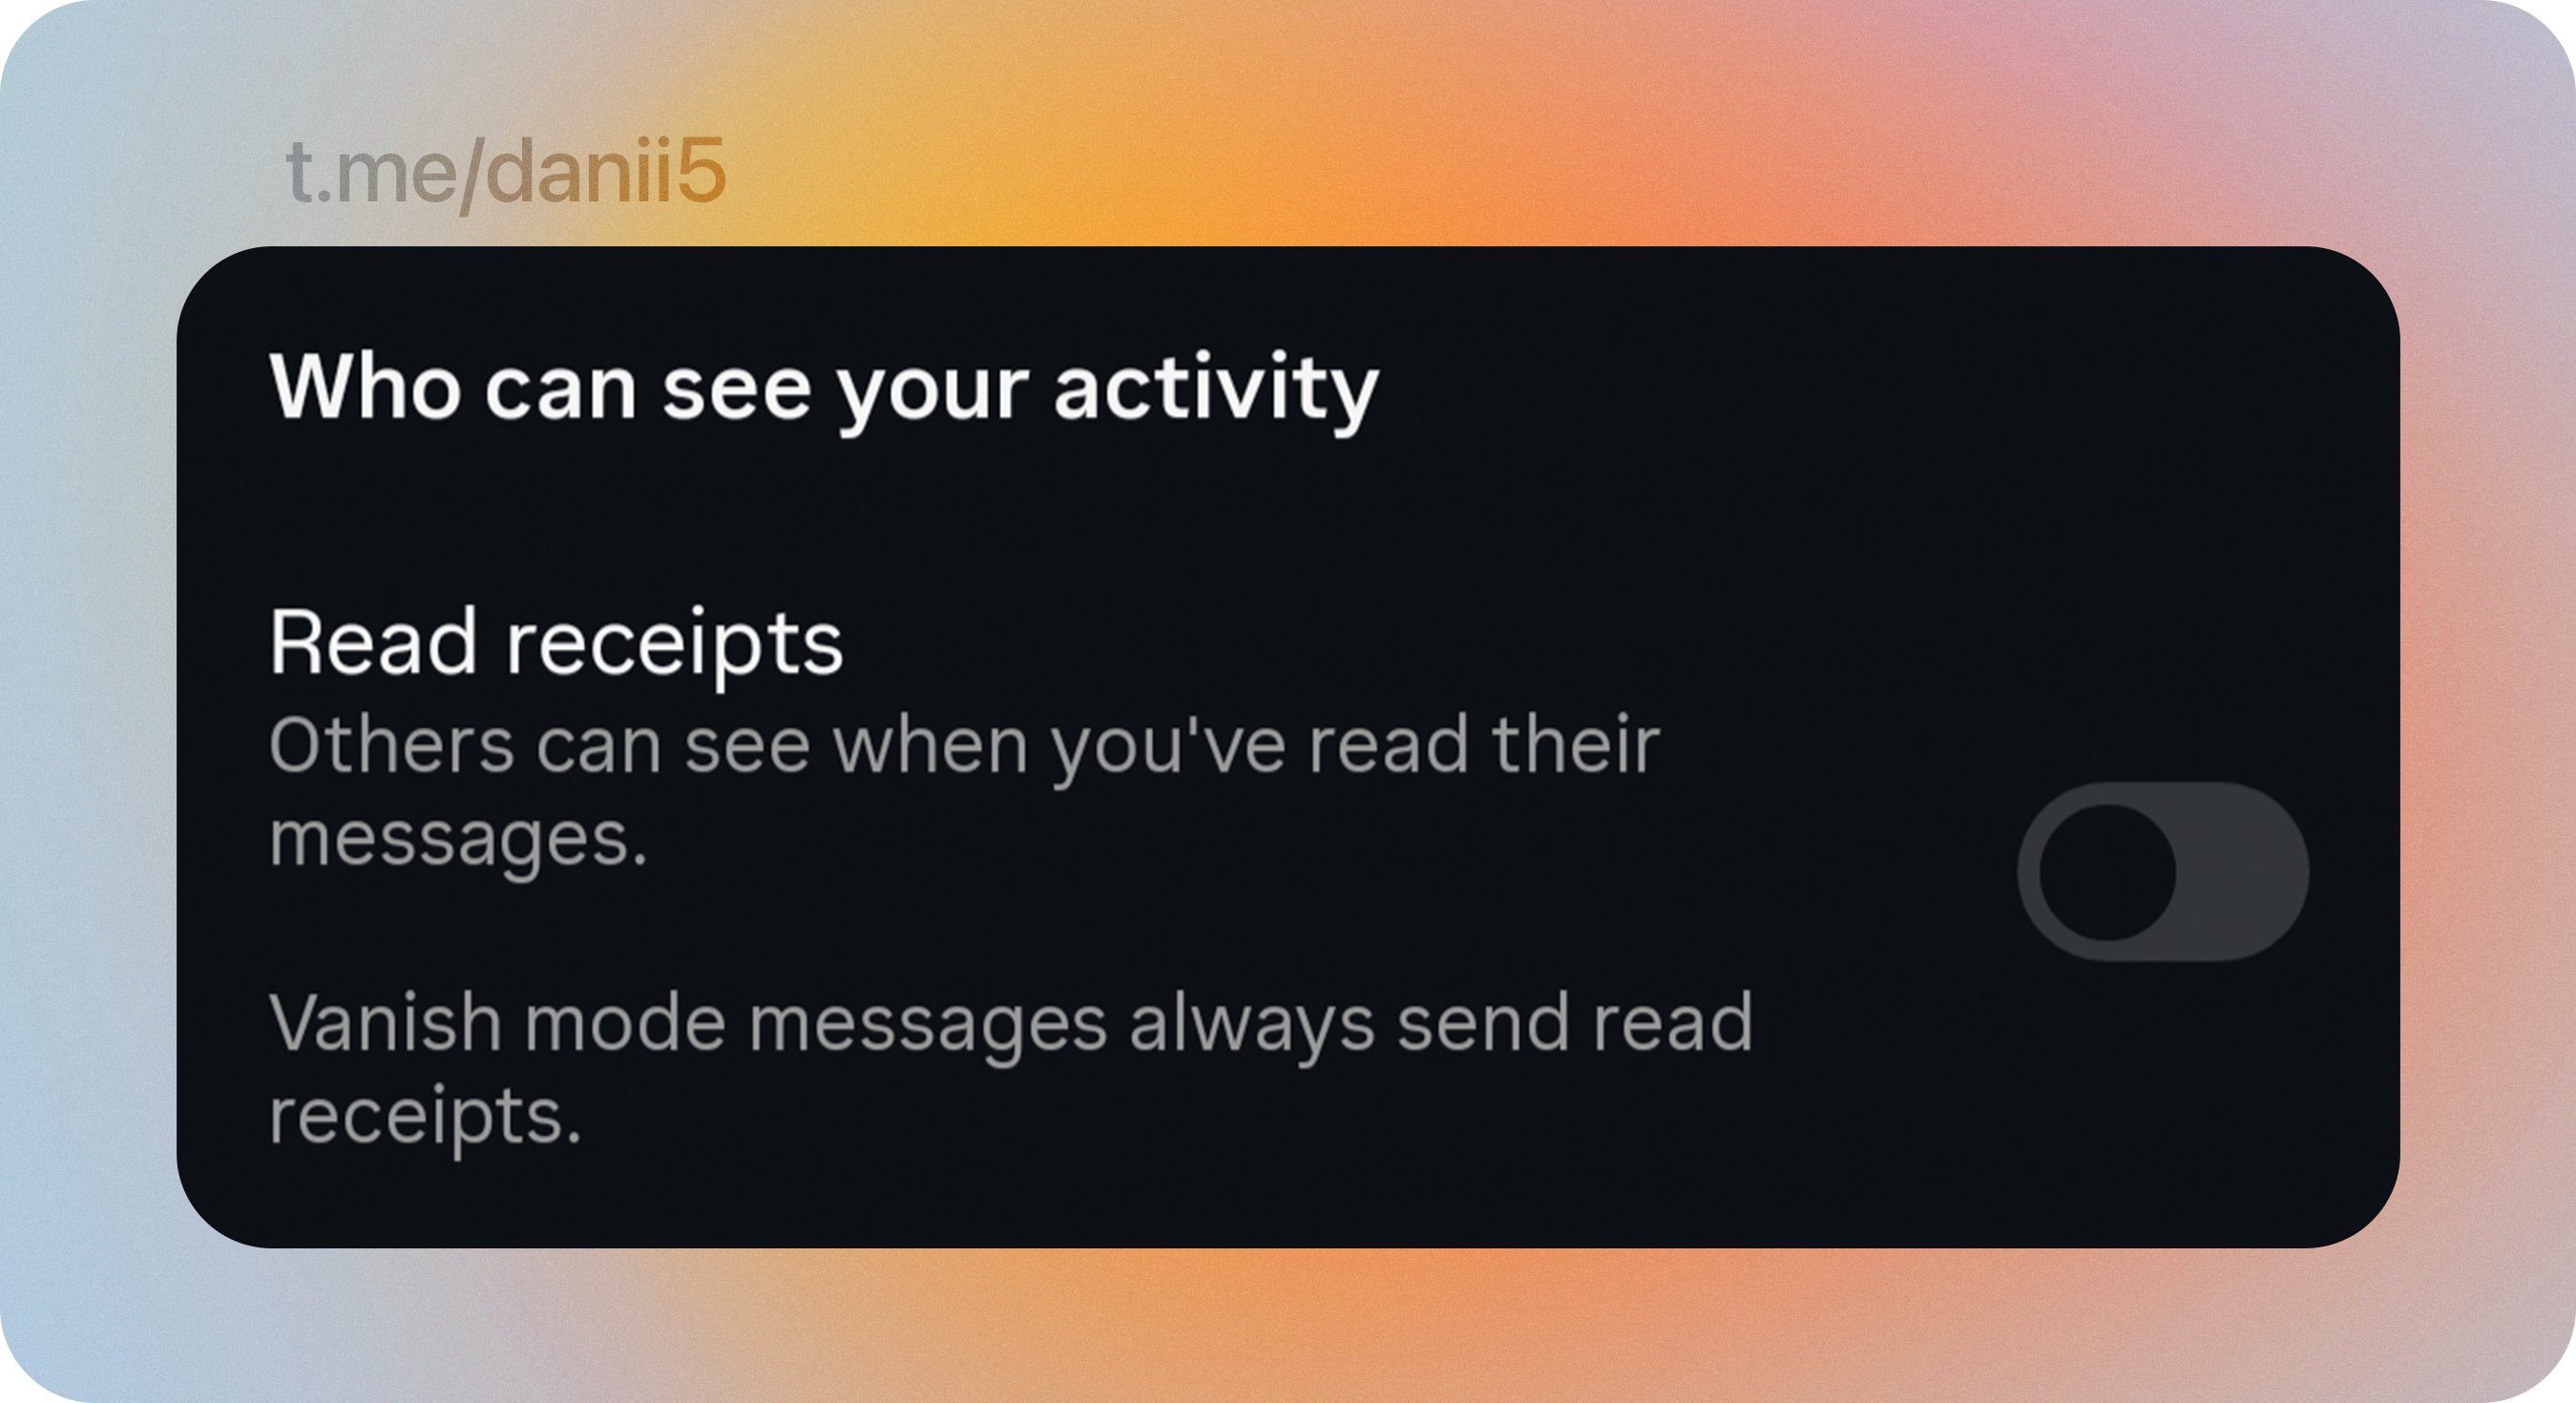 t.me/danii5
Who can see your activity
Read receipts
Others can see when you've read their
messages.
Vanish mode messages always send read
receipts.